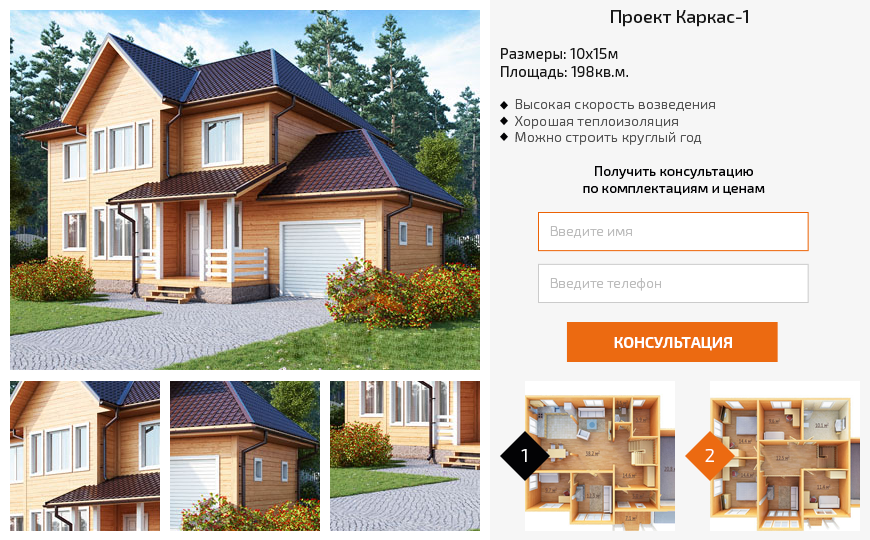 Проект Каркас-1
Размеры: 10х15м
Площадь: 198кв.м.
Высокая скорость возведения
Хорошая теплоизоляция
Можно строить круглый год
Получить консультацию
по комплектациям и ценам
Введите имя
Введите телефон
КОНСУЛЬТАЦИЯ
1
2